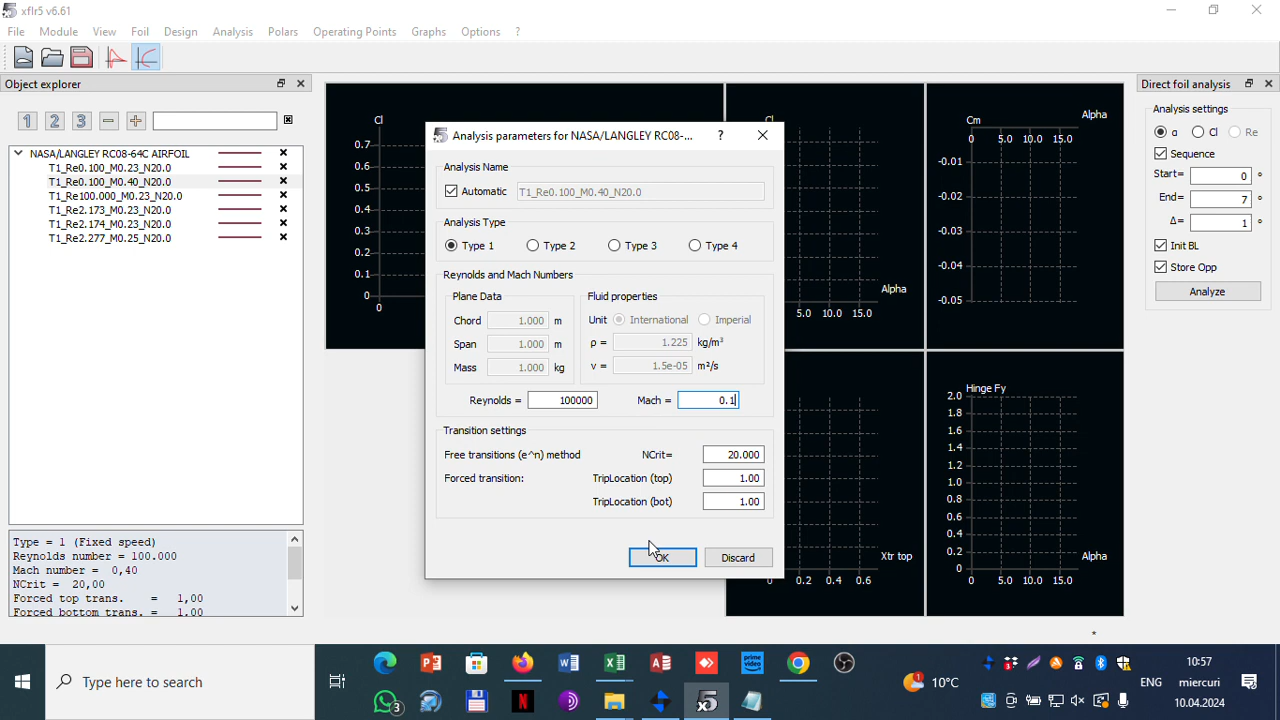 xflr5 v6.61
File Module View Foil Design Analysis Polars Operating Points Graphs Options ?
Object explorer
1 2 3
NASA/LANGLEY RC08-64C AIRFOIL
T1_Re0.100_M0.23_N20.0
T1_Re0.100_M0.40_N20.0
T1_Re100.000_M0.23_N20.0
T1_Re2.173_M0.23_N20.0
T1_Re2.174_M0.23_N20.0
T1_Re2.277_M0.25_N20.0
Type = 1 (Fixed speed)
Reynolds number = 100.000
Mach number = 0,40
NCrit = 20,00
Forced top trans. = 1,00
Forced bottom trans. = 1.00
Cl
0.7
0.6
0.5
0.4
0.3
0.2
0.1
0
0
Analysis parameters for NASA/LANGLEY RC08-...
?
Analysis Name
Automatic T1_Re0.100_M0.40_N20.0
Analysis Type
Type 1 Type 2 Type 3 Type 4
Reynolds and Mach Numbers
Plane Data
Chord 1.000 m
Span 1.000 m
Mass 1.000 kg
Fluid properties
Unit International Imperial
ρ = 1.225 kg/m³
ν = 1.5e-05 m²/s
Reynolds = 100000 Mach = 0.1
Transition settings
Free transitions (e^n) method NCrit= 20.000
Forced transition: TripLocation (top) 1.00
TripLocation (bot) 1.00
OK Discard
Cl
Alpha
5.0 10.0 15.0
Cm
Alpha
0 5.0 10.0 15.0
-0.01
-0.02
-0.03
-0.04
-0.05
Xtr top
0 0.2 0.4 0.6
Hinge Fy
2.0
1.8
1.6
1.4
1.2
1.0
0.8
0.6
0.4
0.2
0
Alpha
0 5.0 10.0 15.0
*
Direct foil analysis
Analysis settings
α Cl Re
Sequence
Start= 0 °
End= 7 °
Δ= 1 °
Init BL
Store Opp
Analyze
Type here to search
3
10°C
ENG
10:57
miercuri
10.04.2024